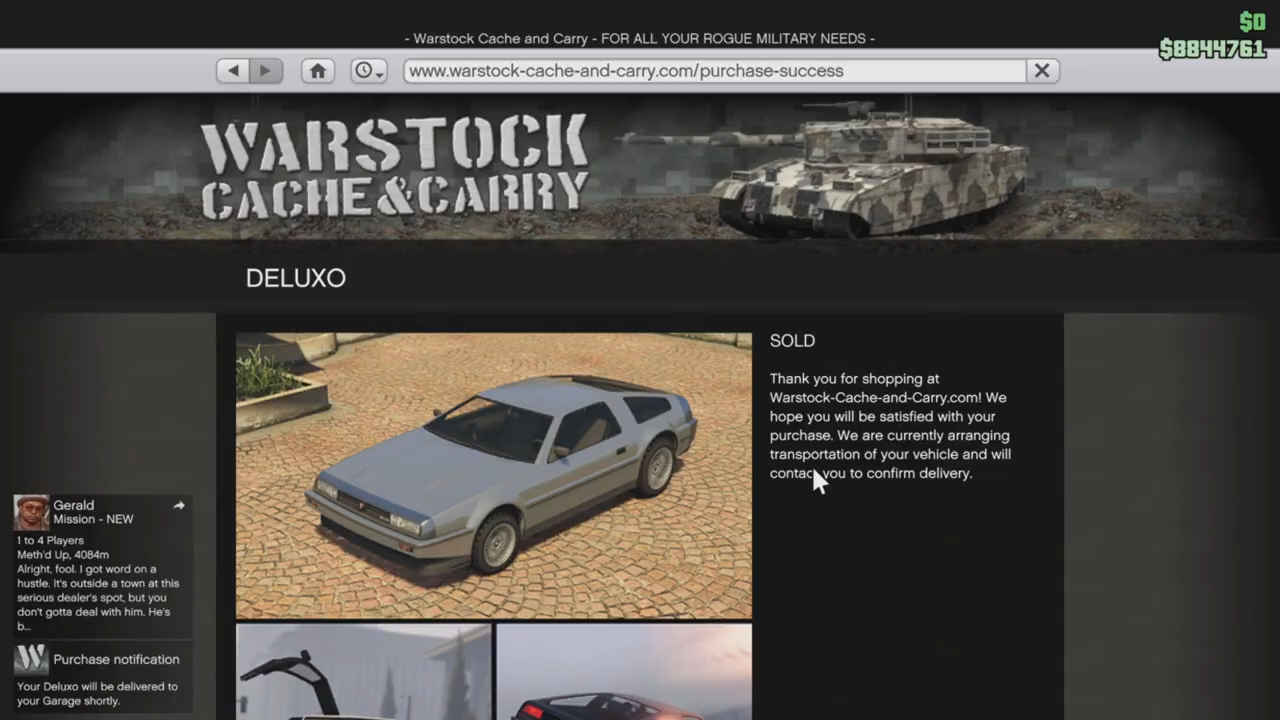 $0
$8844761
- Warstock Cache and Carry - FOR ALL YOUR ROGUE MILITARY NEEDS -
www.warstock-cache-and-carry.com/purchase-success
WARSTOCK
CACHE&CARRY
DELUXO
SOLD
Thank you for shopping at
Warstock-Cache-and-Carry.com! We
hope you will be satisfied with your
purchase. We are currently arranging
transportation of your vehicle and will
contact you to confirm delivery.
Gerald
Mission - NEW
1 to 4 Players
Meth'd Up, 4084m
Alright, fool. I got word on a
hustle. It's outside a town at this
serious dealer's spot, but you
don't gotta deal with him. He's
b...
W
Purchase notification
Your Deluxo will be delivered to
your Garage shortly.